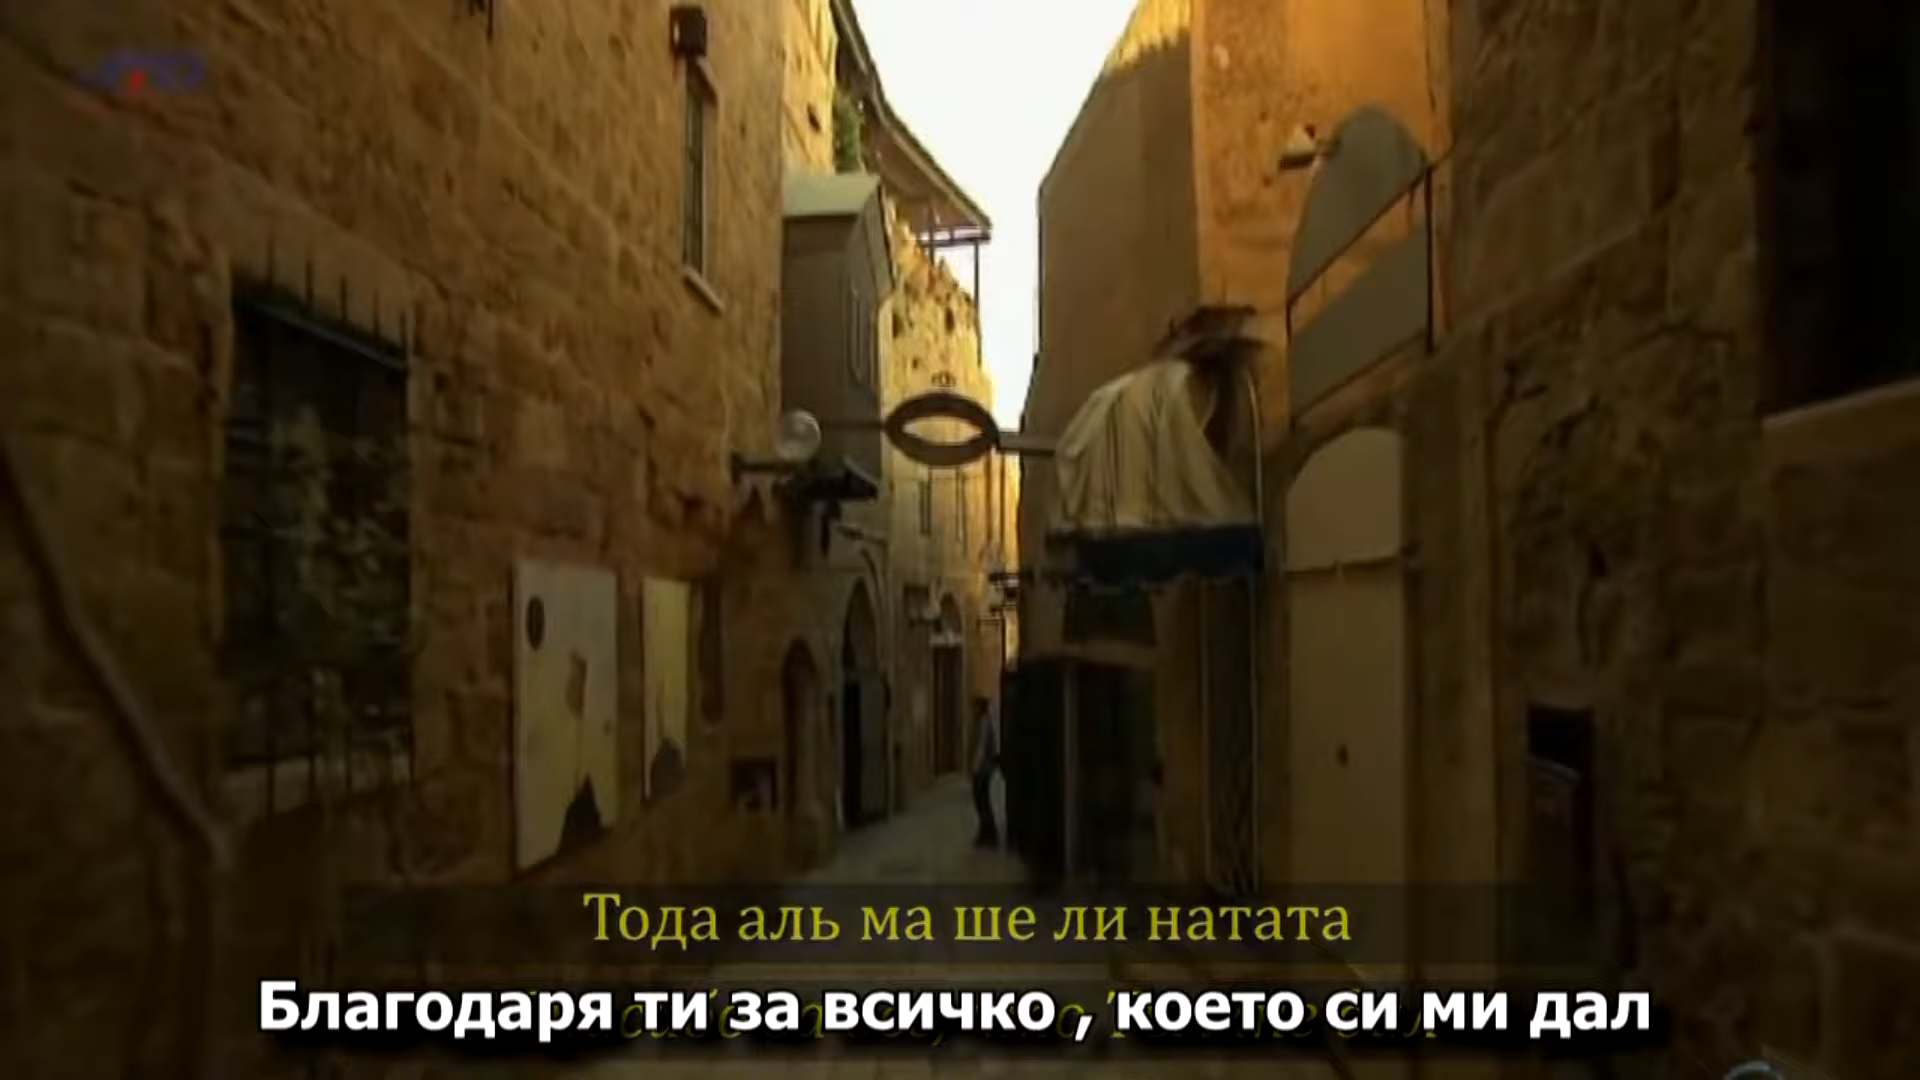 Тода аль ма ше ли натата
Благодаря ти за всичко , което си ми дал